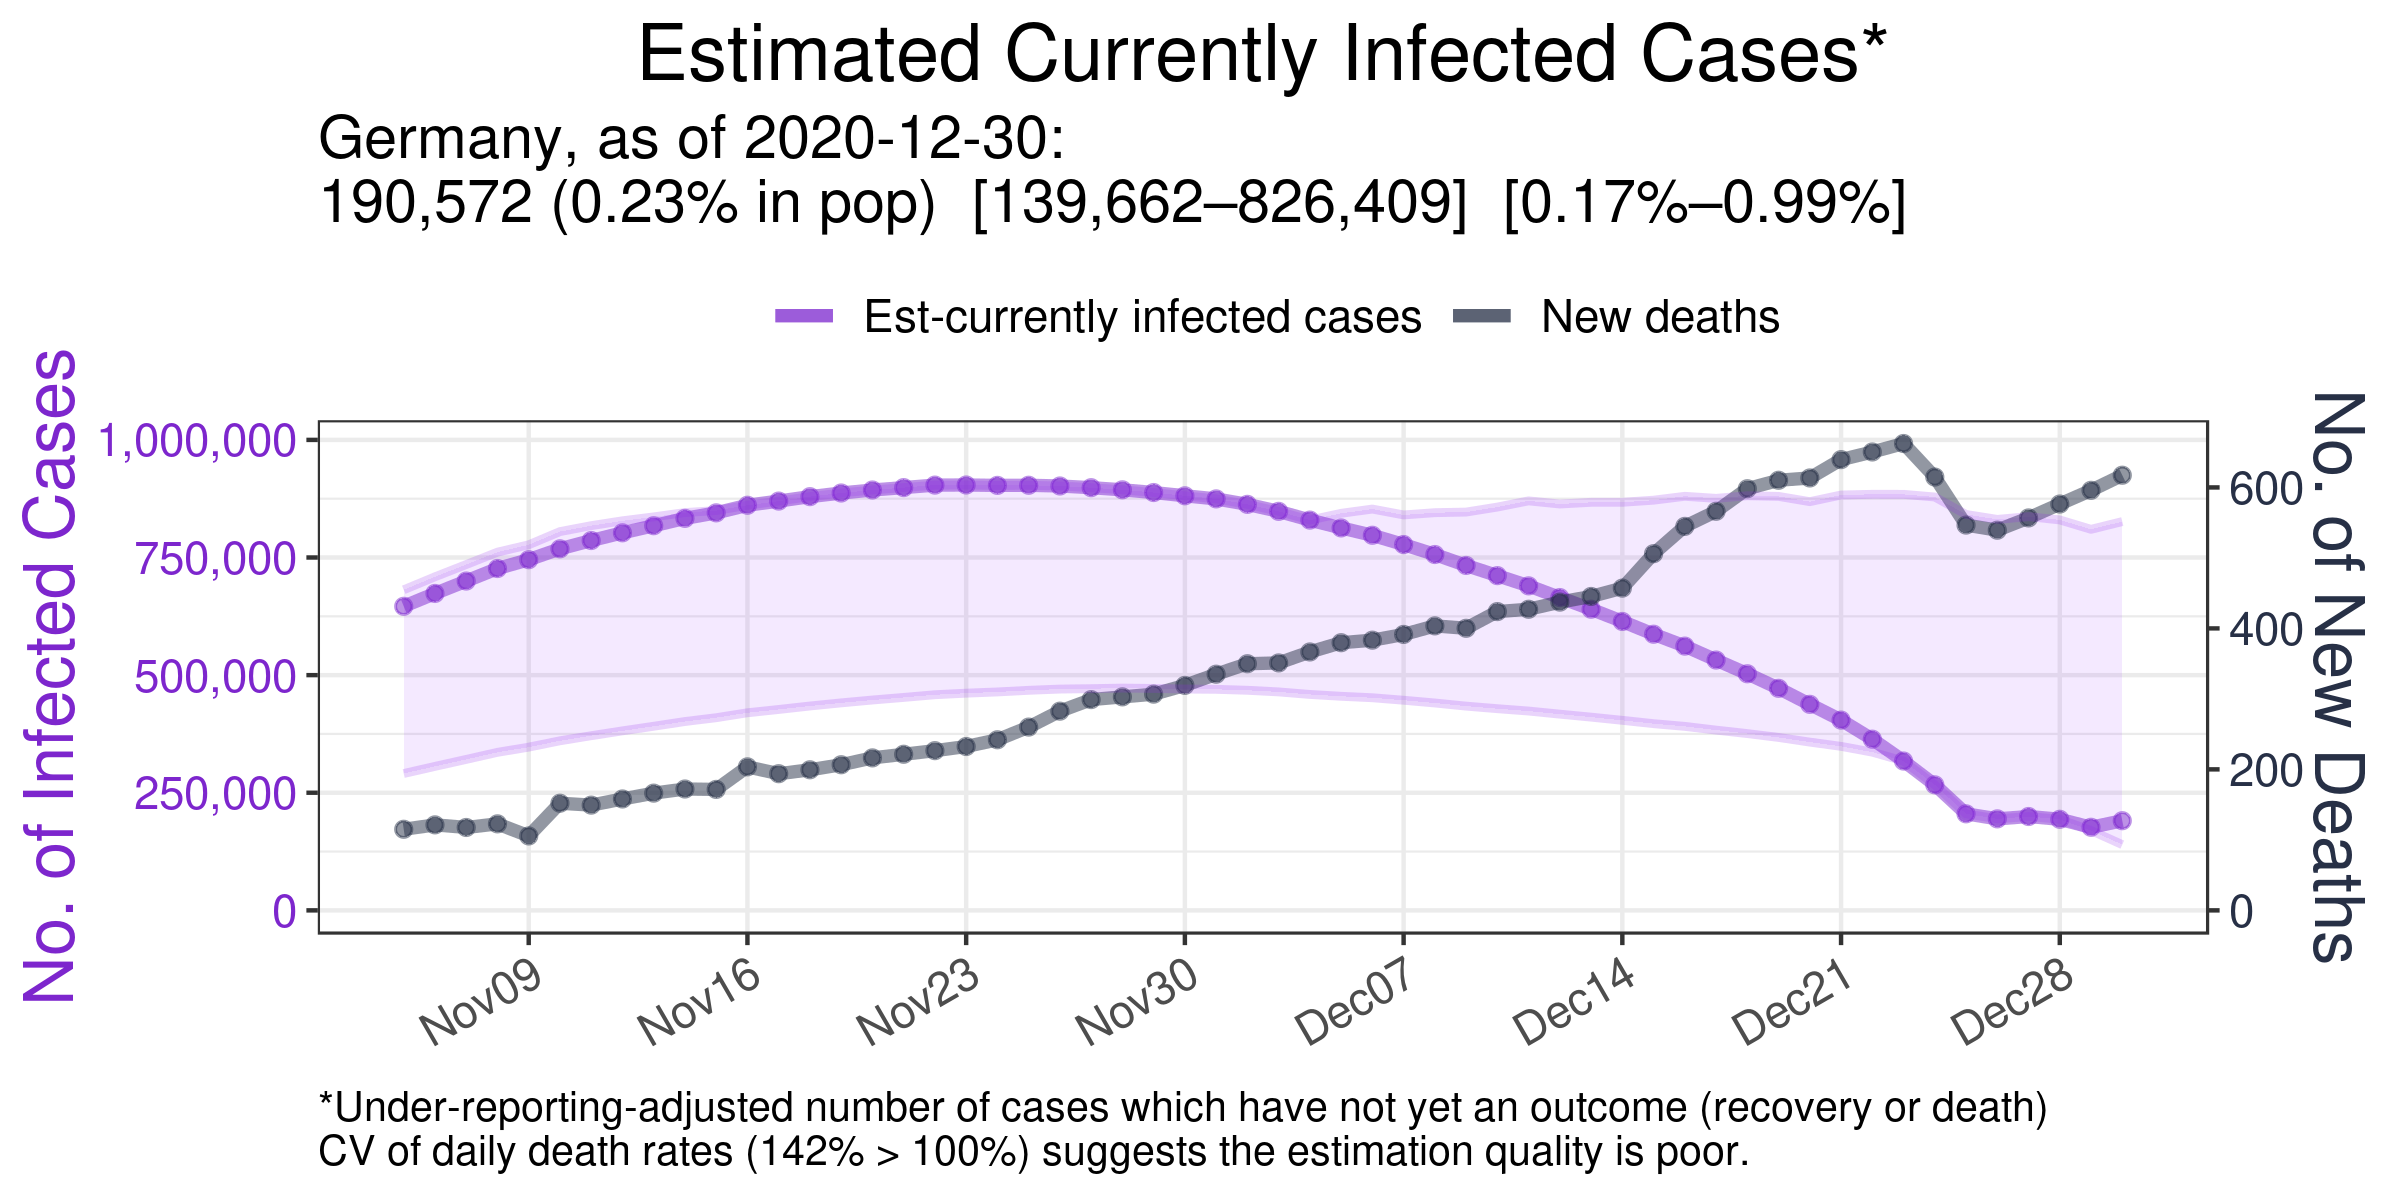 Estimated Currently Infected Cases*
Germany, as of 2020-12-30:
190,572 (0.23% in pop)  [139,662–826,409]  [0.17%–0.99%]
Est-currently infected cases
New deaths
No. of Infected Cases
1,000,000
750,000
500,000
250,000
0
600
400
200
0
No. of New Deaths
Nov09
Nov16
Nov23
Nov30
Dec07
Dec14
Dec21
Dec28
*Under-reporting-adjusted number of cases which have not yet an outcome (recovery or death)
CV of daily death rates (142% > 100%) suggests the estimation quality is poor.